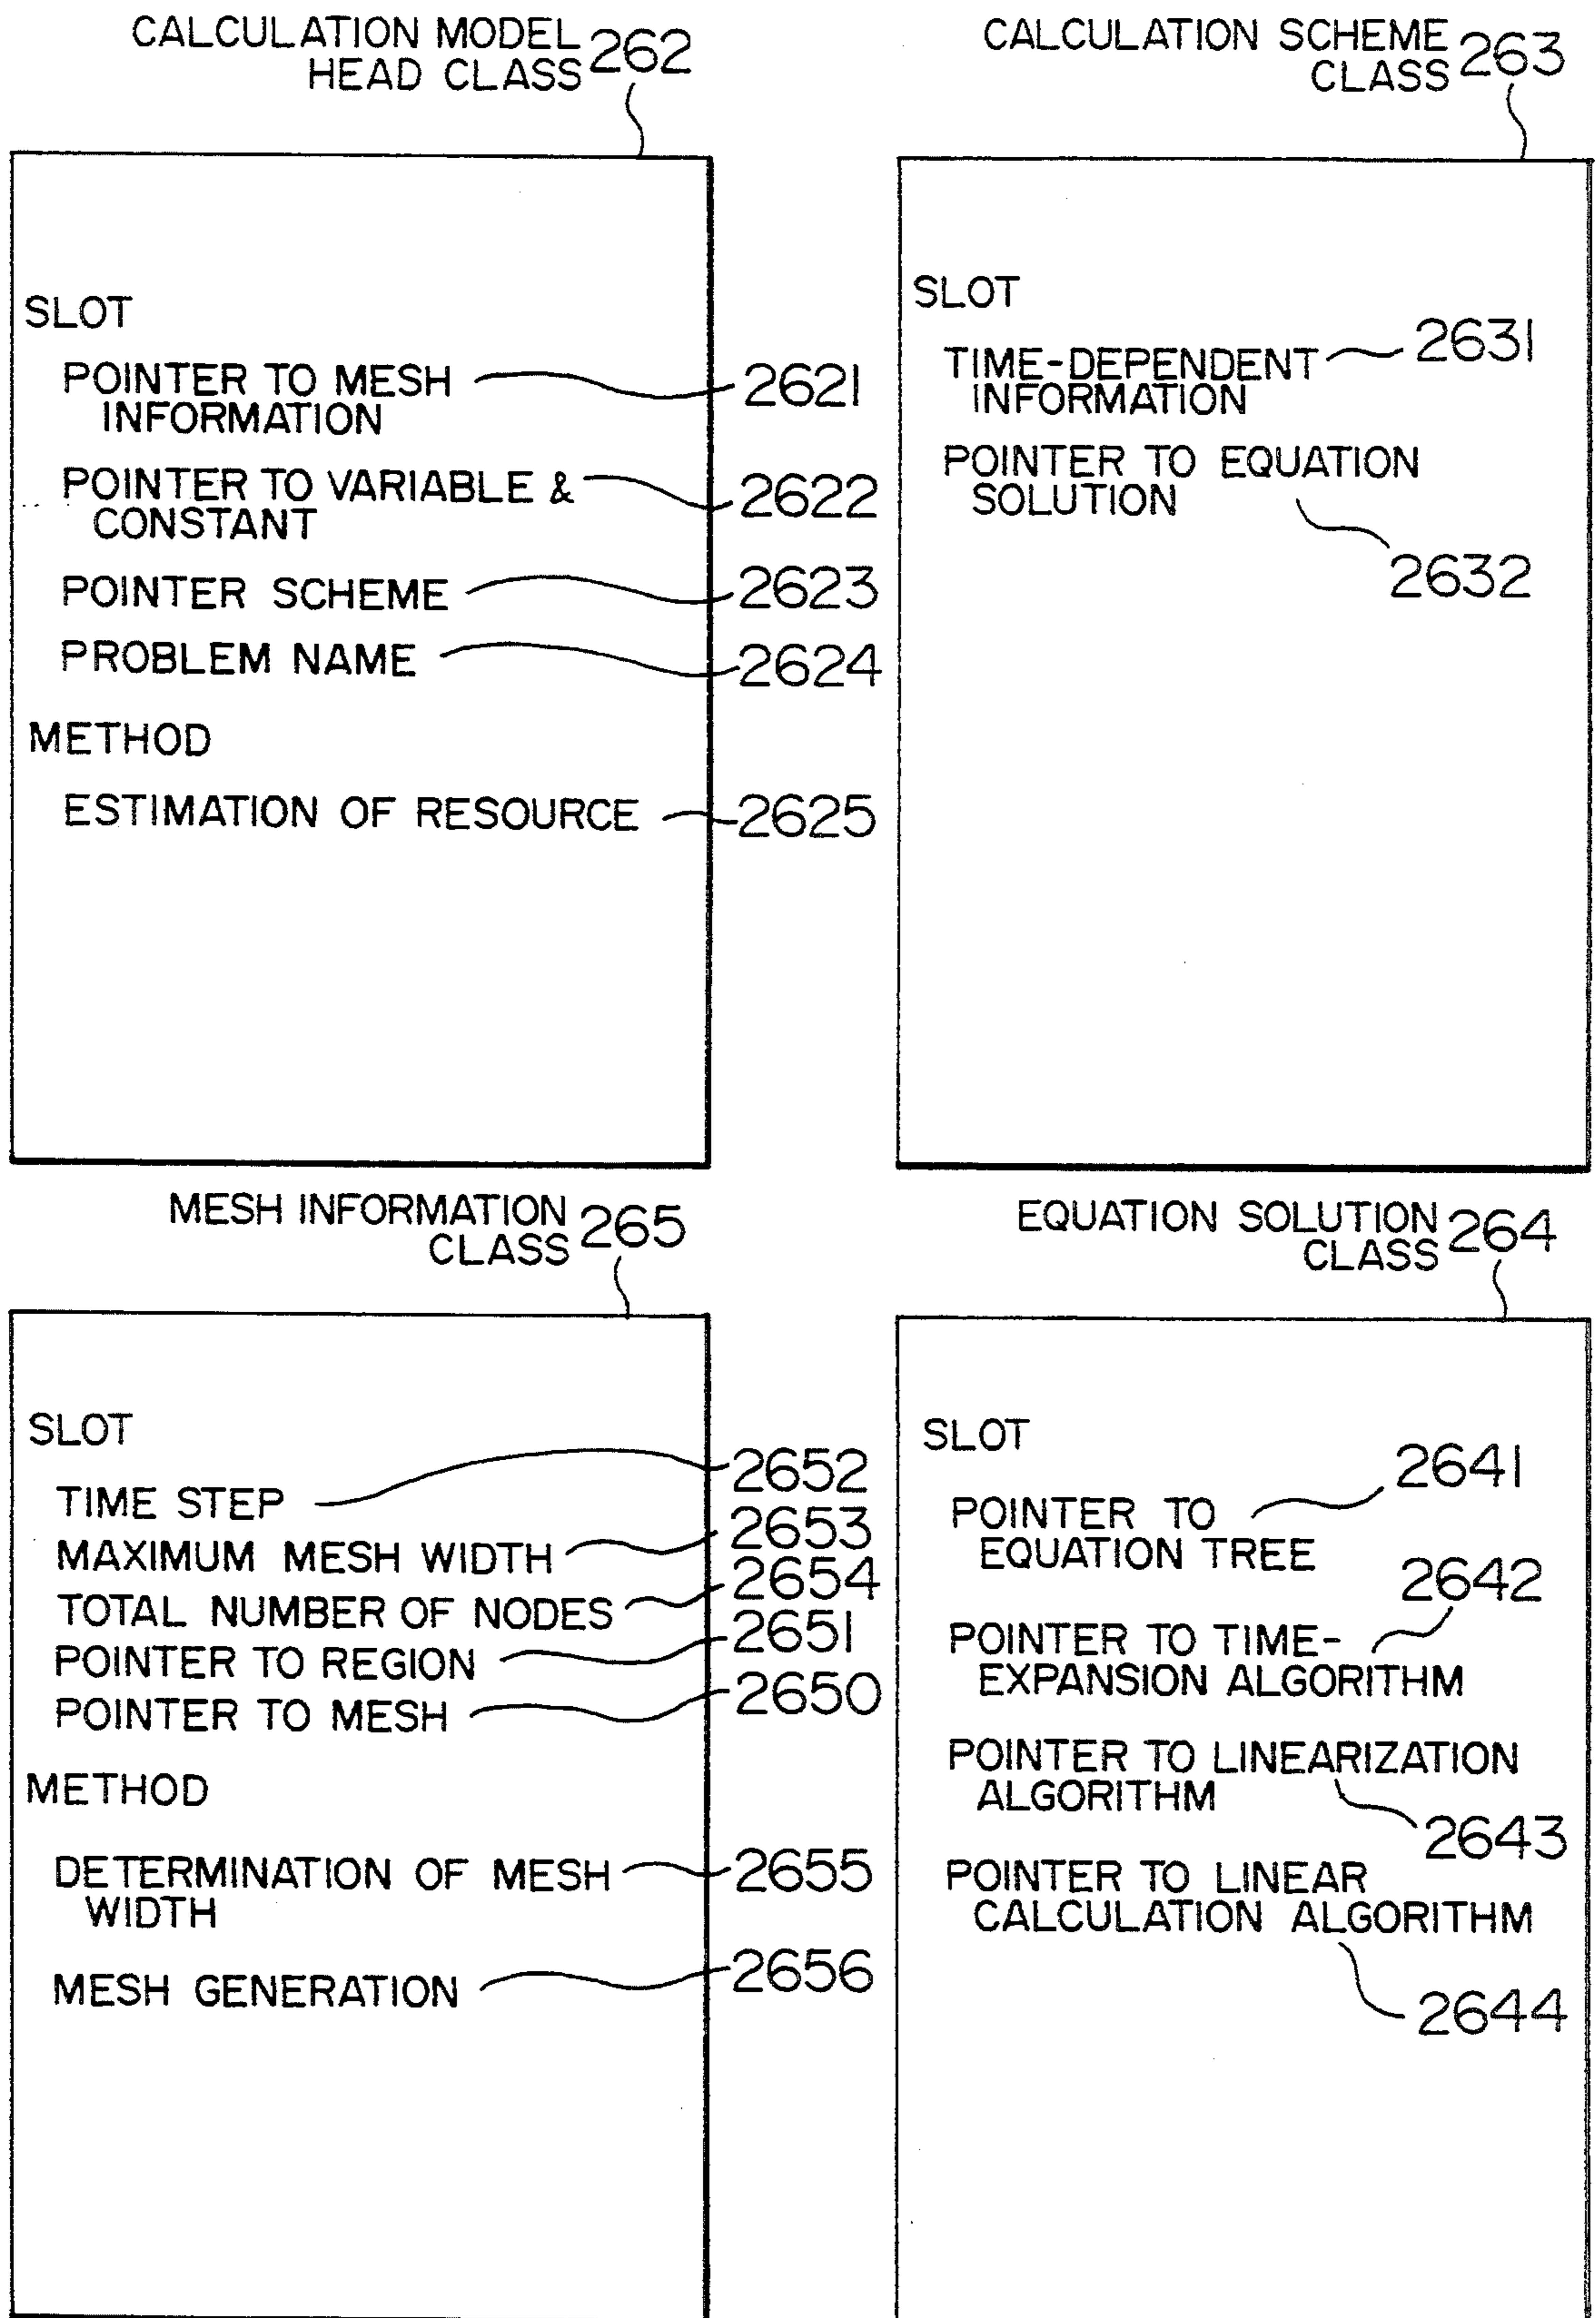 CALCULATION MODEL
HEAD CLASS 262
SLOT
POINTER TO MESH
INFORMATION
2621
POINTER TO VARIABLE &
CONSTANT
2622
POINTER SCHEME 2623
PROBLEM NAME 2624
METHOD
ESTIMATION OF RESOURCE 2625
CALCULATION SCHEME
CLASS 263
SLOT
TIME-DEPENDENT
INFORMATION
2631
POINTER TO EQUATION
SOLUTION
2632
MESH INFORMATION
CLASS 265
SLOT
TIME STEP 2652
MAXIMUM MESH WIDTH 2653
TOTAL NUMBER OF NODES 2654
POINTER TO REGION 2651
POINTER TO MESH 2650
METHOD
DETERMINATION OF MESH
WIDTH
2655
MESH GENERATION 2656
EQUATION SOLUTION
CLASS 264
SLOT
POINTER TO
EQUATION TREE
2641
POINTER TO TIME-
EXPANSION ALGORITHM
2642
POINTER TO LINEARIZATION
ALGORITHM
2643
POINTER TO LINEAR
CALCULATION ALGORITHM
2644